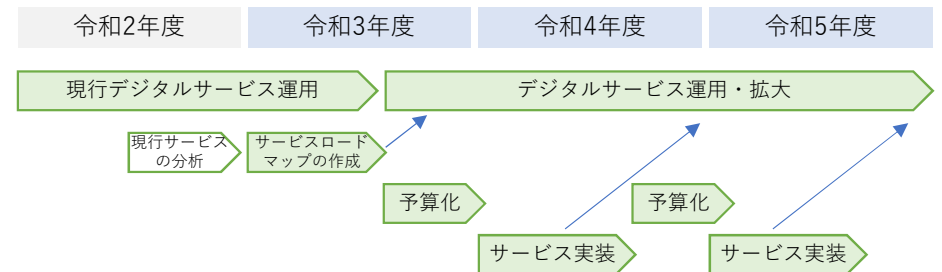 令和2年度
令和3年度
令和4年度
令和5年度
現行デジタルサービス運用
デジタルサービス運用・拡大
現行サービス
の分析
サービスロード
マップの作成
予算化
予算化
サービス実装
サービス実装